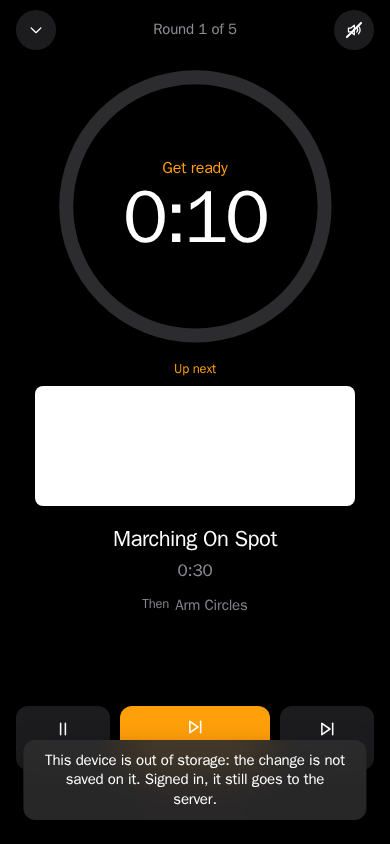 Round 1 of 5
Get ready
0:10
Up next
Marching On Spot
0:30
Then Arm Circles
This device is out of storage: the change is not
saved on it. Signed in, it still goes to the
server.